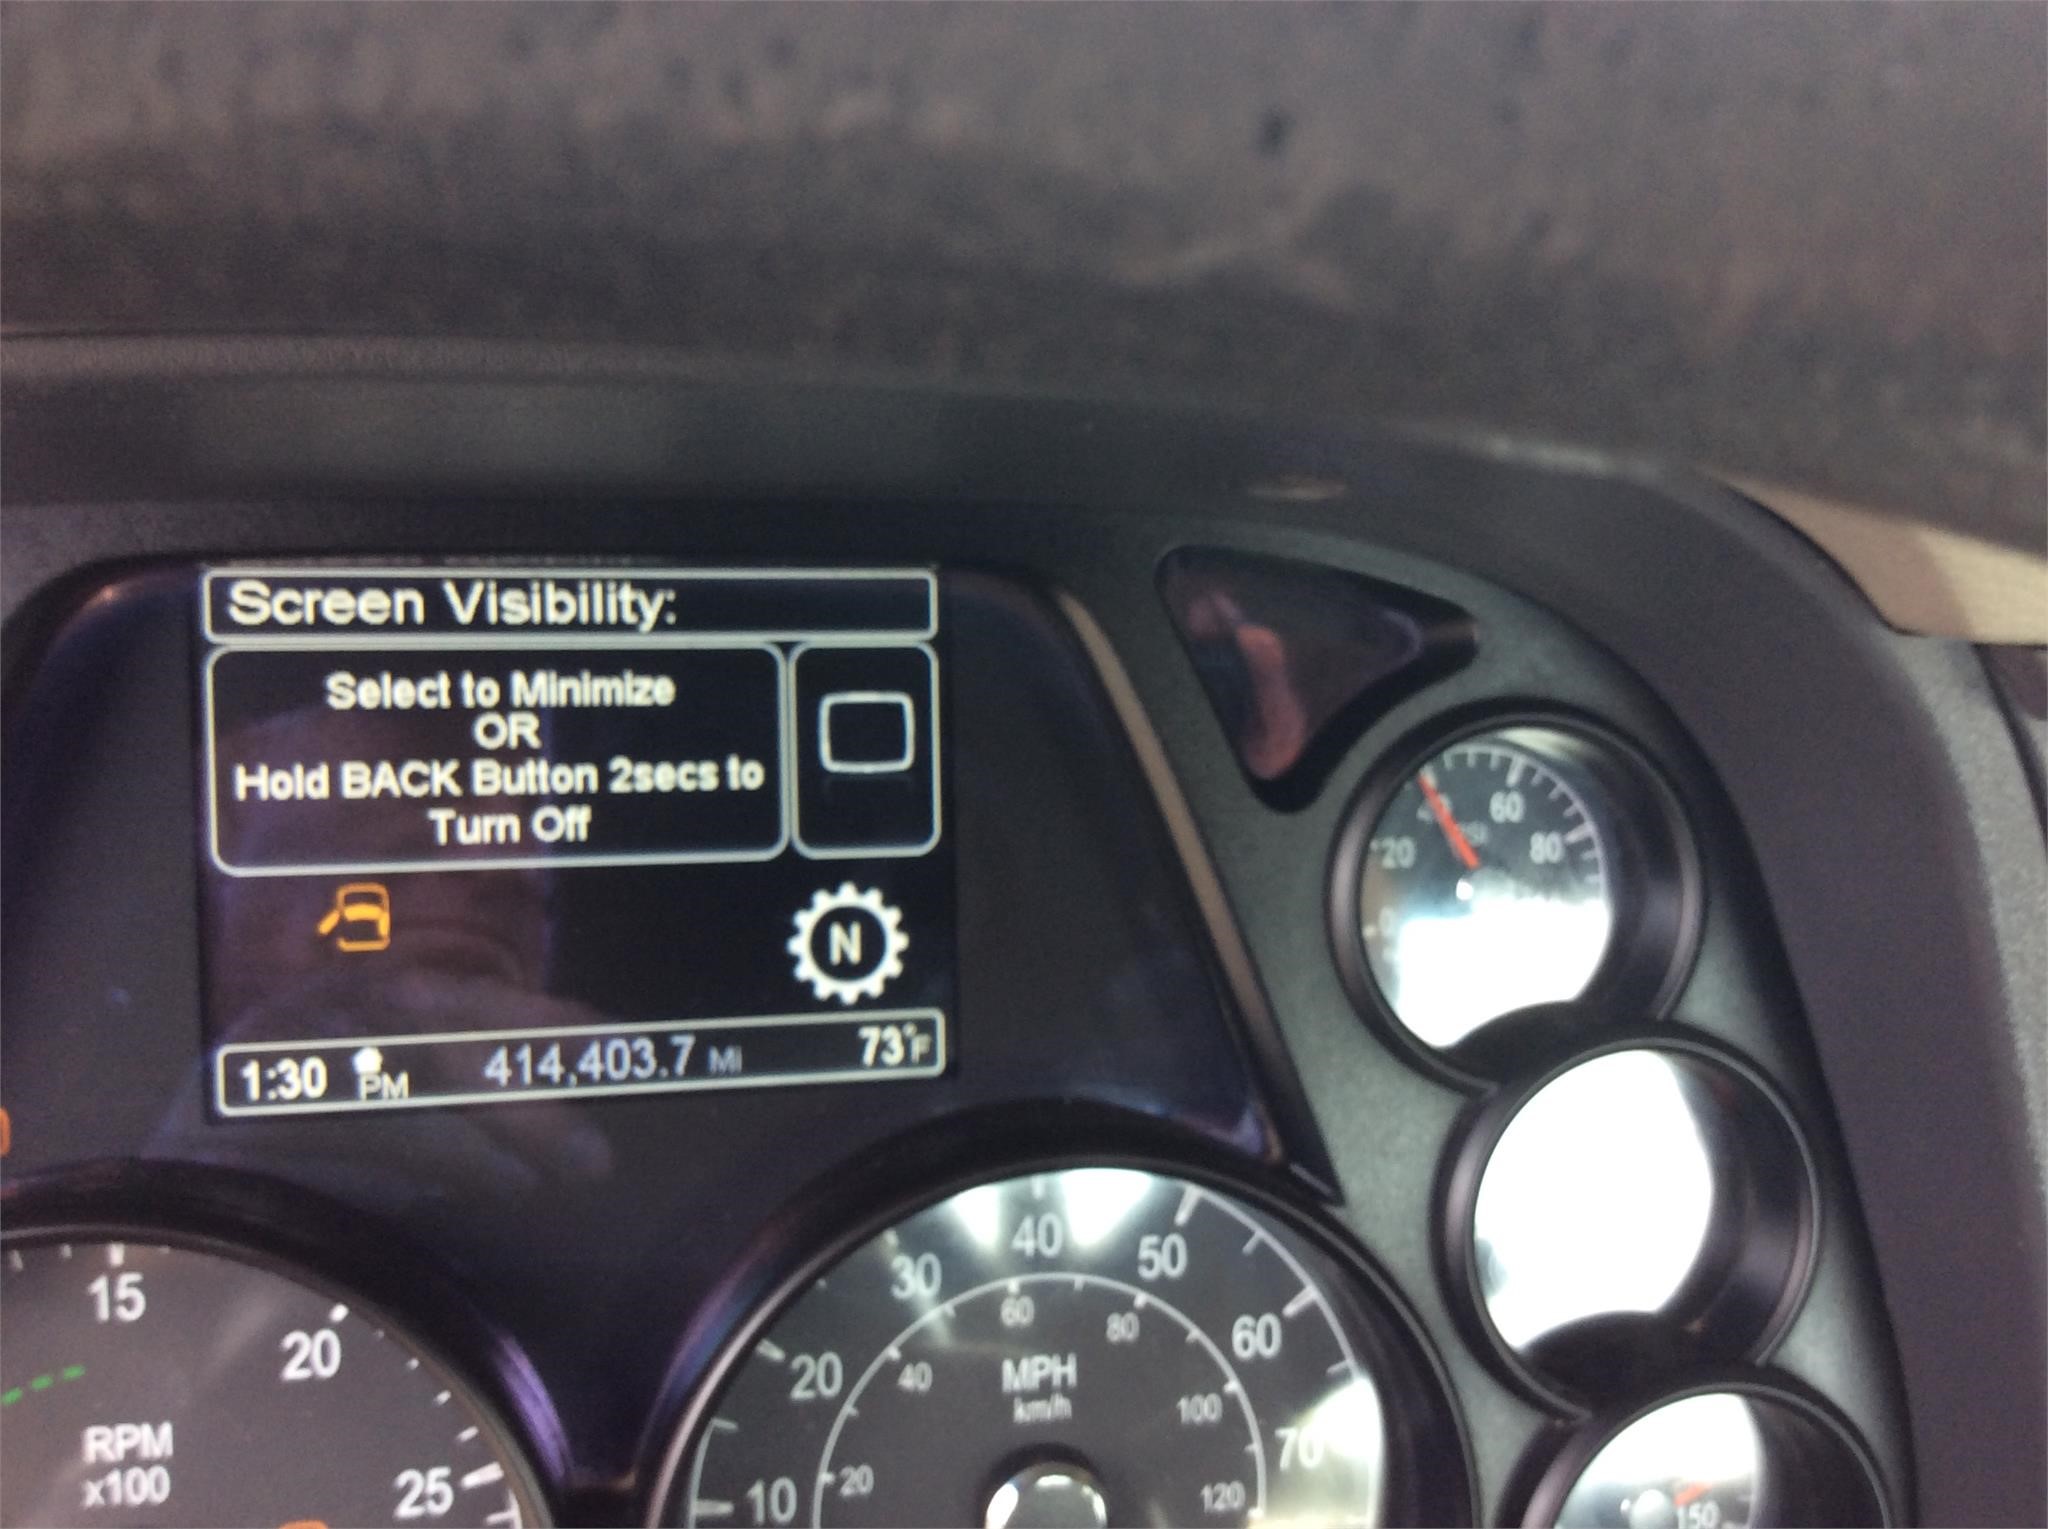 Screen Visibility:
Select to Minimize
OR
Hold BACK Button 2secs to
Turn Off
N
1:30 PM 414,403.7 MI 73°F
60
PSI
20
80
0
15
20
25
RPM
x100
10
20
30
40
50
60
70
20
40
60
80
100
120
MPH
km/h
150